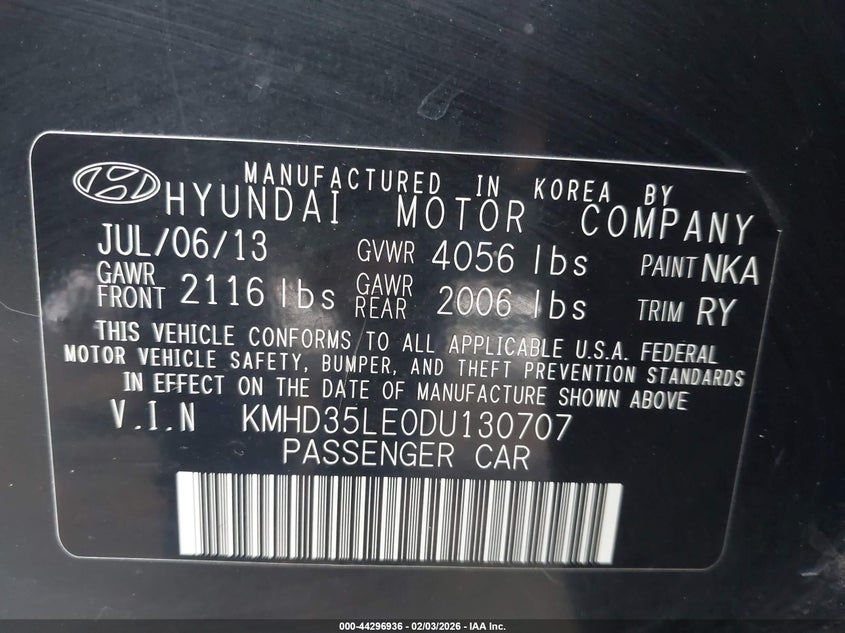 MANUFACTURED IN KOREA BY
HYUNDAI MOTOR COMPANY
JUL/06/13 GVWR 4056 lbs PAINT NKA
GAWR FRONT 2116 lbs GAWR REAR 2006 lbs TRIM RY
THIS VEHICLE CONFORMS TO ALL APPLICABLE U.S.A. FEDERAL
MOTOR VEHICLE SAFETY, BUMPER, AND THEFT PREVENTION STANDARDS
IN EFFECT ON THE DATE OF MANUFACTURE SHOWN ABOVE
V.I.N KMHD35LE0DU130707
PASSENGER CAR
000-44296936 - 02/03/2026 - IAA Inc.